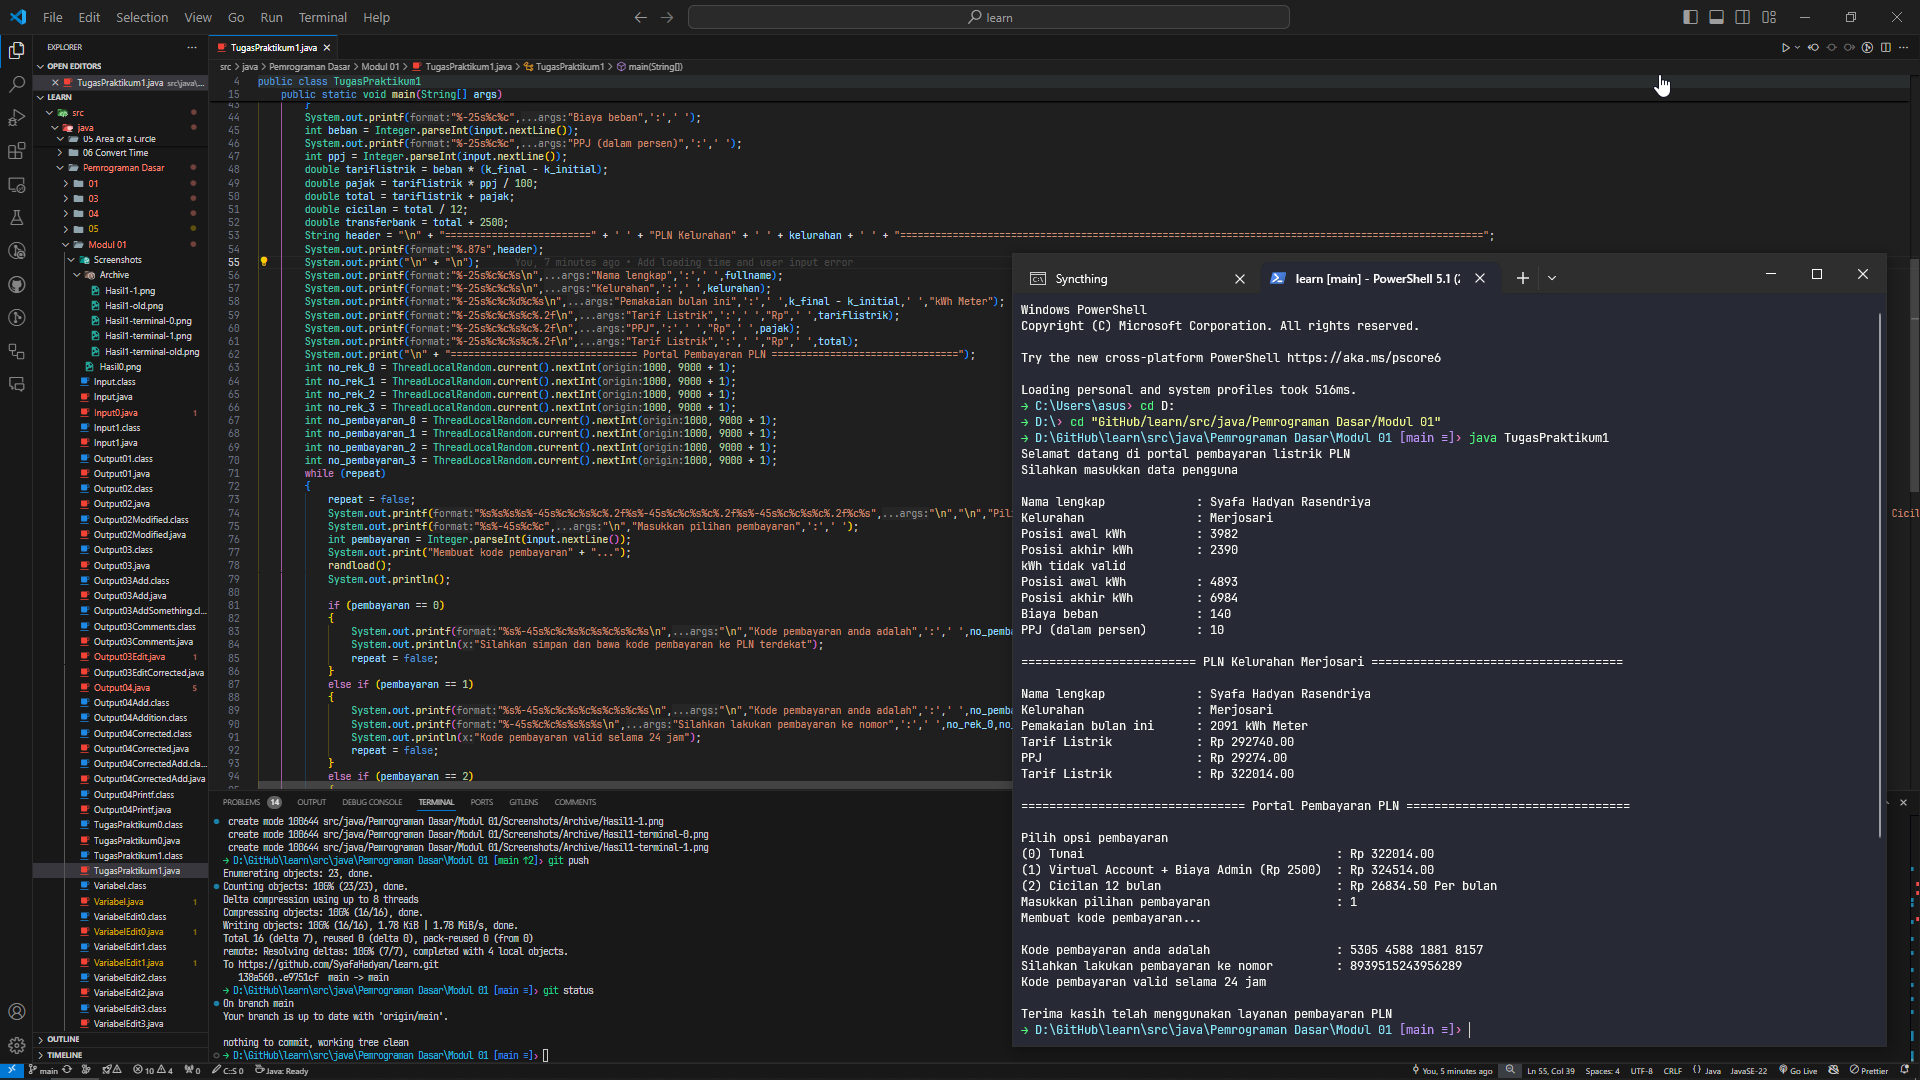 File Edit Selection View Go Run Terminal Help
learn
EXPLORER
OPEN EDITORS
TugasPraktikum1.java src\java\...
LEARN
src
java
05 Area of a Circle
06 Convert Time
Pemrograman Dasar
01
03
04
05
Modul 01
Screenshots
Archive
Hasil1-1.png
Hasil1-old.png
Hasil1-terminal-0.png
Hasil1-terminal-1.png
Hasil1-terminal-old.png
Hasil0.png
Input.class
Input.java
Input0.java 1
Input1.class
Input1.java
Output01.class
Output01.java
Output02.class
Output02.java
Output02Modified.class
Output02Modified.java
Output03.class
Output03.java
Output03Add.class
Output03Add.java
Output03AddSomething.cl...
Output03Comments.class
Output03Comments.java
Output03Edit.java 1
Output03EditCorrected.java
Output04.java 5
Output04Add.class
Output04Addition.class
Output04Corrected.class
Output04Corrected.java
Output04CorrectedAdd.cla...
Output04CorrectedAdd.java
Output04Printf.class
Output04Printf.java
TugasPraktikum0.class
TugasPraktikum0.java
TugasPraktikum1.class
TugasPraktikum1.java
Variabel.class
Variabel.java 1
VariabelEdit0.class
VariabelEdit0.java 1
VariabelEdit1.class
VariabelEdit1.java 1
VariabelEdit2.class
VariabelEdit2.java
VariabelEdit3.class
VariabelEdit3.java
OUTLINE
TIMELINE
TugasPraktikum1.java
src > java > Pemrograman Dasar > Modul 01 > TugasPraktikum1.java > TugasPraktikum1 > main(String[])
4 public class TugasPraktikum1
15 public static void main(String[] args)
43 }
44 System.out.printf(format:"%-25s%c%c",...args:"Biaya beban",':',' ');
45 int beban = Integer.parseInt(input.nextLine());
46 System.out.printf(format:"%-25s%c%c",...args:"PPJ (dalam persen)",':',' ');
47 int ppj = Integer.parseInt(input.nextLine());
48 double tariflistrik = beban * (k_final - k_initial);
49 double pajak = tariflistrik * ppj / 100;
50 double total = tariflistrik + pajak;
51 double cicilan = total / 12;
52 double transferbank = total + 2500;
53 String header = "\n" + "=========================" + ' ' + "PLN Kelurahan" + ' ' + kelurahan + ' ' + "====================================================================================================";
54 System.out.printf(format:"%.87s",header);
55 System.out.print("\n" + "\n"); You, 7 minutes ago • Add loading time and user input error
56 System.out.printf(format:"%-25s%c%c%s\n",...args:"Nama lengkap",':',' ',fullname);
57 System.out.printf(format:"%-25s%c%c%s\n",...args:"Kelurahan",':',' ',kelurahan);
58 System.out.printf(format:"%-25s%c%c%d%c%s\n",...args:"Pemakaian bulan ini",':',' ',k_final - k_initial,' ',"kWh Meter");
59 System.out.printf(format:"%-25s%c%c%s%c%.2f\n",...args:"Tarif Listrik",':',' ',"Rp",' ',tariflistrik);
60 System.out.printf(format:"%-25s%c%c%s%c%.2f\n",...args:"PPJ",':',' ',"Rp",' ',pajak);
61 System.out.printf(format:"%-25s%c%c%s%c%.2f\n",...args:"Tarif Listrik",':',' ',"Rp",' ',total);
62 System.out.print("\n" + "================================ Portal Pembayaran PLN ================================");
63 int no_rek_0 = ThreadLocalRandom.current().nextInt(origin:1000, 9000 + 1);
64 int no_rek_1 = ThreadLocalRandom.current().nextInt(origin:1000, 9000 + 1);
65 int no_rek_2 = ThreadLocalRandom.current().nextInt(origin:1000, 9000 + 1);
66 int no_rek_3 = ThreadLocalRandom.current().nextInt(origin:1000, 9000 + 1);
67 int no_pembayaran_0 = ThreadLocalRandom.current().nextInt(origin:1000, 9000 + 1);
68 int no_pembayaran_1 = ThreadLocalRandom.current().nextInt(origin:1000, 9000 + 1);
69 int no_pembayaran_2 = ThreadLocalRandom.current().nextInt(origin:1000, 9000 + 1);
70 int no_pembayaran_3 = ThreadLocalRandom.current().nextInt(origin:1000, 9000 + 1);
71 while (repeat)
72 {
73 repeat = false;
74 System.out.printf(format:"%s%s%s%s%-45s%c%c%s%c%.2f%s%-45s%c%c%s%c%.2f%s%-45s%c%c%s%c%.2f%c%s",...args:"\n","\n","Pil Cicil
75 System.out.printf(format:"%s%-45s%c%c",...args:"\n","Masukkan pilihan pembayaran",':',' ');
76 int pembayaran = Integer.parseInt(input.nextLine());
77 System.out.print("Membuat kode pembayaran" + "...");
78 randload();
79 System.out.println();
80
81 if (pembayaran == 0)
82 {
83 System.out.printf(format:"%s%-45s%c%c%s%c%s%c%s%c%s\n",...args:"\n","Kode pembayaran anda adalah",':',' ',no_pemba
84 System.out.println(x:"Silahkan simpan dan bawa kode pembayaran ke PLN terdekat");
85 repeat = false;
86 }
87 else if (pembayaran == 1)
88 {
89 System.out.printf(format:"%s%-45s%c%c%s%c%s%c%s%c%s\n",...args:"\n","Kode pembayaran anda adalah",':',' ',no_pemba
90 System.out.printf(format:"%-45s%c%c%s%s%s%s\n",...args:"Silahkan lakukan pembayaran ke nomor",':',' ',no_rek_0,no_
91 System.out.println(x:"Kode pembayaran valid selama 24 jam");
92 repeat = false;
93 }
94 else if (pembayaran == 2)
PROBLEMS 14 OUTPUT DEBUG CONSOLE TERMINAL PORTS GITLENS COMMENTS
create mode 100644 src/java/Pemrograman Dasar/Modul 01/Screenshots/Archive/Hasil1-1.png
create mode 100644 src/java/Pemrograman Dasar/Modul 01/Screenshots/Archive/Hasil1-terminal-0.png
create mode 100644 src/java/Pemrograman Dasar/Modul 01/Screenshots/Archive/Hasil1-terminal-1.png
→ D:\GitHub\learn\src\java\Pemrograman Dasar\Modul 01 [main ↑2]› git push
Enumerating objects: 23, done.
Counting objects: 100% (23/23), done.
Delta compression using up to 8 threads
Compressing objects: 100% (16/16), done.
Writing objects: 100% (16/16), 1.78 KiB | 1.78 MiB/s, done.
Total 16 (delta 7), reused 0 (delta 0), pack-reused 0 (from 0)
remote: Resolving deltas: 100% (7/7), completed with 4 local objects.
To https://github.com/SyafaHadyan/learn.git
138a560..e9751cf main -> main
→ D:\GitHub\learn\src\java\Pemrograman Dasar\Modul 01 [main ≡]› git status
On branch main
Your branch is up to date with 'origin/main'.
nothing to commit, working tree clean
→ D:\GitHub\learn\src\java\Pemrograman Dasar\Modul 01 [main ≡]›
Syncthing
learn [main] - PowerShell 5.1 (2
Windows PowerShell
Copyright (C) Microsoft Corporation. All rights reserved.
Try the new cross-platform PowerShell https://aka.ms/pscore6
Loading personal and system profiles took 516ms.
→ C:\Users\asus› cd D:
→ D:\› cd "GitHub/learn/src/java/Pemrograman Dasar/Modul 01"
→ D:\GitHub\learn\src\java\Pemrograman Dasar\Modul 01 [main ≡]› java TugasPraktikum1
Selamat datang di portal pembayaran listrik PLN
Silahkan masukkan data pengguna
Nama lengkap : Syafa Hadyan Rasendriya
Kelurahan : Merjosari
Posisi awal kWh : 3982
Posisi akhir kWh : 2390
kWh tidak valid
Posisi awal kWh : 4893
Posisi akhir kWh : 6984
Biaya beban : 140
PPJ (dalam persen) : 10
========================= PLN Kelurahan Merjosari ====================================
Nama lengkap : Syafa Hadyan Rasendriya
Kelurahan : Merjosari
Pemakaian bulan ini : 2091 kWh Meter
Tarif Listrik : Rp 292740.00
PPJ : Rp 29274.00
Tarif Listrik : Rp 322014.00
================================ Portal Pembayaran PLN ================================
Pilih opsi pembayaran
(0) Tunai : Rp 322014.00
(1) Virtual Account + Biaya Admin (Rp 2500) : Rp 324514.00
(2) Cicilan 12 bulan : Rp 26834.50 Per bulan
Masukkan pilihan pembayaran : 1
Membuat kode pembayaran...
Kode pembayaran anda adalah : 5305 4588 1881 8157
Silahkan lakukan pembayaran ke nomor : 8939515243956289
Kode pembayaran valid selama 24 jam
Terima kasih telah menggunakan layanan pembayaran PLN
→ D:\GitHub\learn\src\java\Pemrograman Dasar\Modul 01 [main ≡]›
main 10 4 0 C:S 0 Java: Ready You, 5 minutes ago Ln 55, Col 39 Spaces: 4 UTF-8 CRLF {} Java JavaSE-22 Go Live Prettier